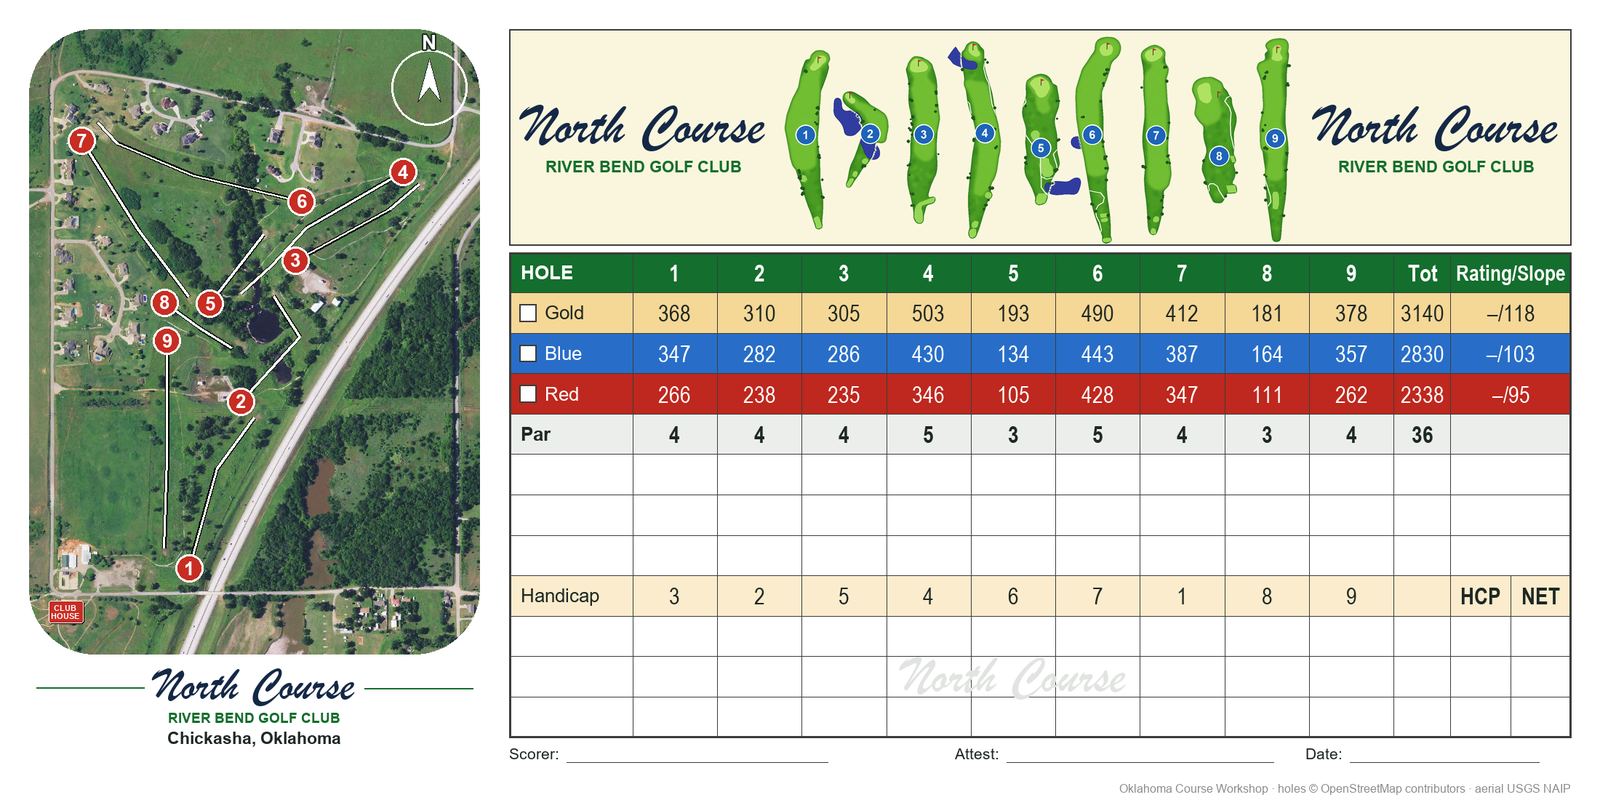 N
7
4
6
3
8
5
9
2
1
CLUB
HOUSE
North Course
RIVER BEND GOLF CLUB
Chickasha, Oklahoma
North Course
RIVER BEND GOLF CLUB
1 2 3 4 5 6 7 8 9
North Course
RIVER BEND GOLF CLUB
HOLE 1 2 3 4 5 6 7 8 9 Tot Rating/Slope
Gold 368 310 305 503 193 490 412 181 378 3140 –/118
Blue 347 282 286 430 134 443 387 164 357 2830 –/103
Red 266 238 235 346 105 428 347 111 262 2338 –/95
Par 4 4 4 5 3 5 4 3 4 36
Handicap 3 2 5 4 6 7 1 8 9 HCP NET
North Course
Scorer: Attest: Date:
Oklahoma Course Workshop · holes © OpenStreetMap contributors · aerial USGS NAIP